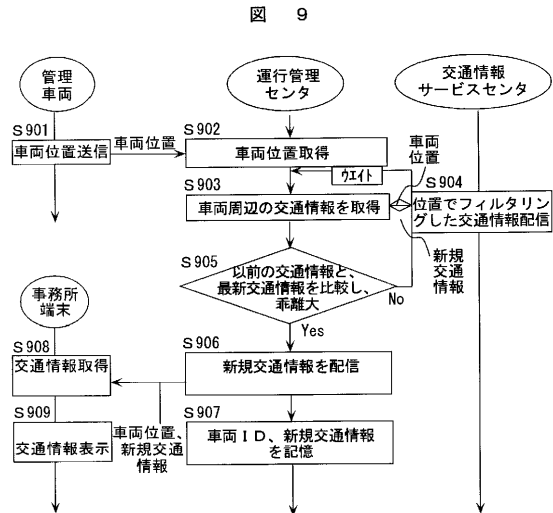 図 9
管理
車両
運行管理
センタ
交通情報
サービスセンタ
S901
車両位置送信
車両位置
S902
車両位置取得
車両
位置
ウエイト
S903
車両周辺の交通情報を取得
S904
位置でフィルタリ
ングした交通情報配信
新規
交通
情報
S905
以前の交通情報と、
最新交通情報を比較し、
乖離大
No
Yes
事務所
端末
S906
新規交通情報を配信
S908
交通情報取得
車両位置、
新規交通
情報
S907
車両ID、新規交通情報
を記憶
S909
交通情報表示